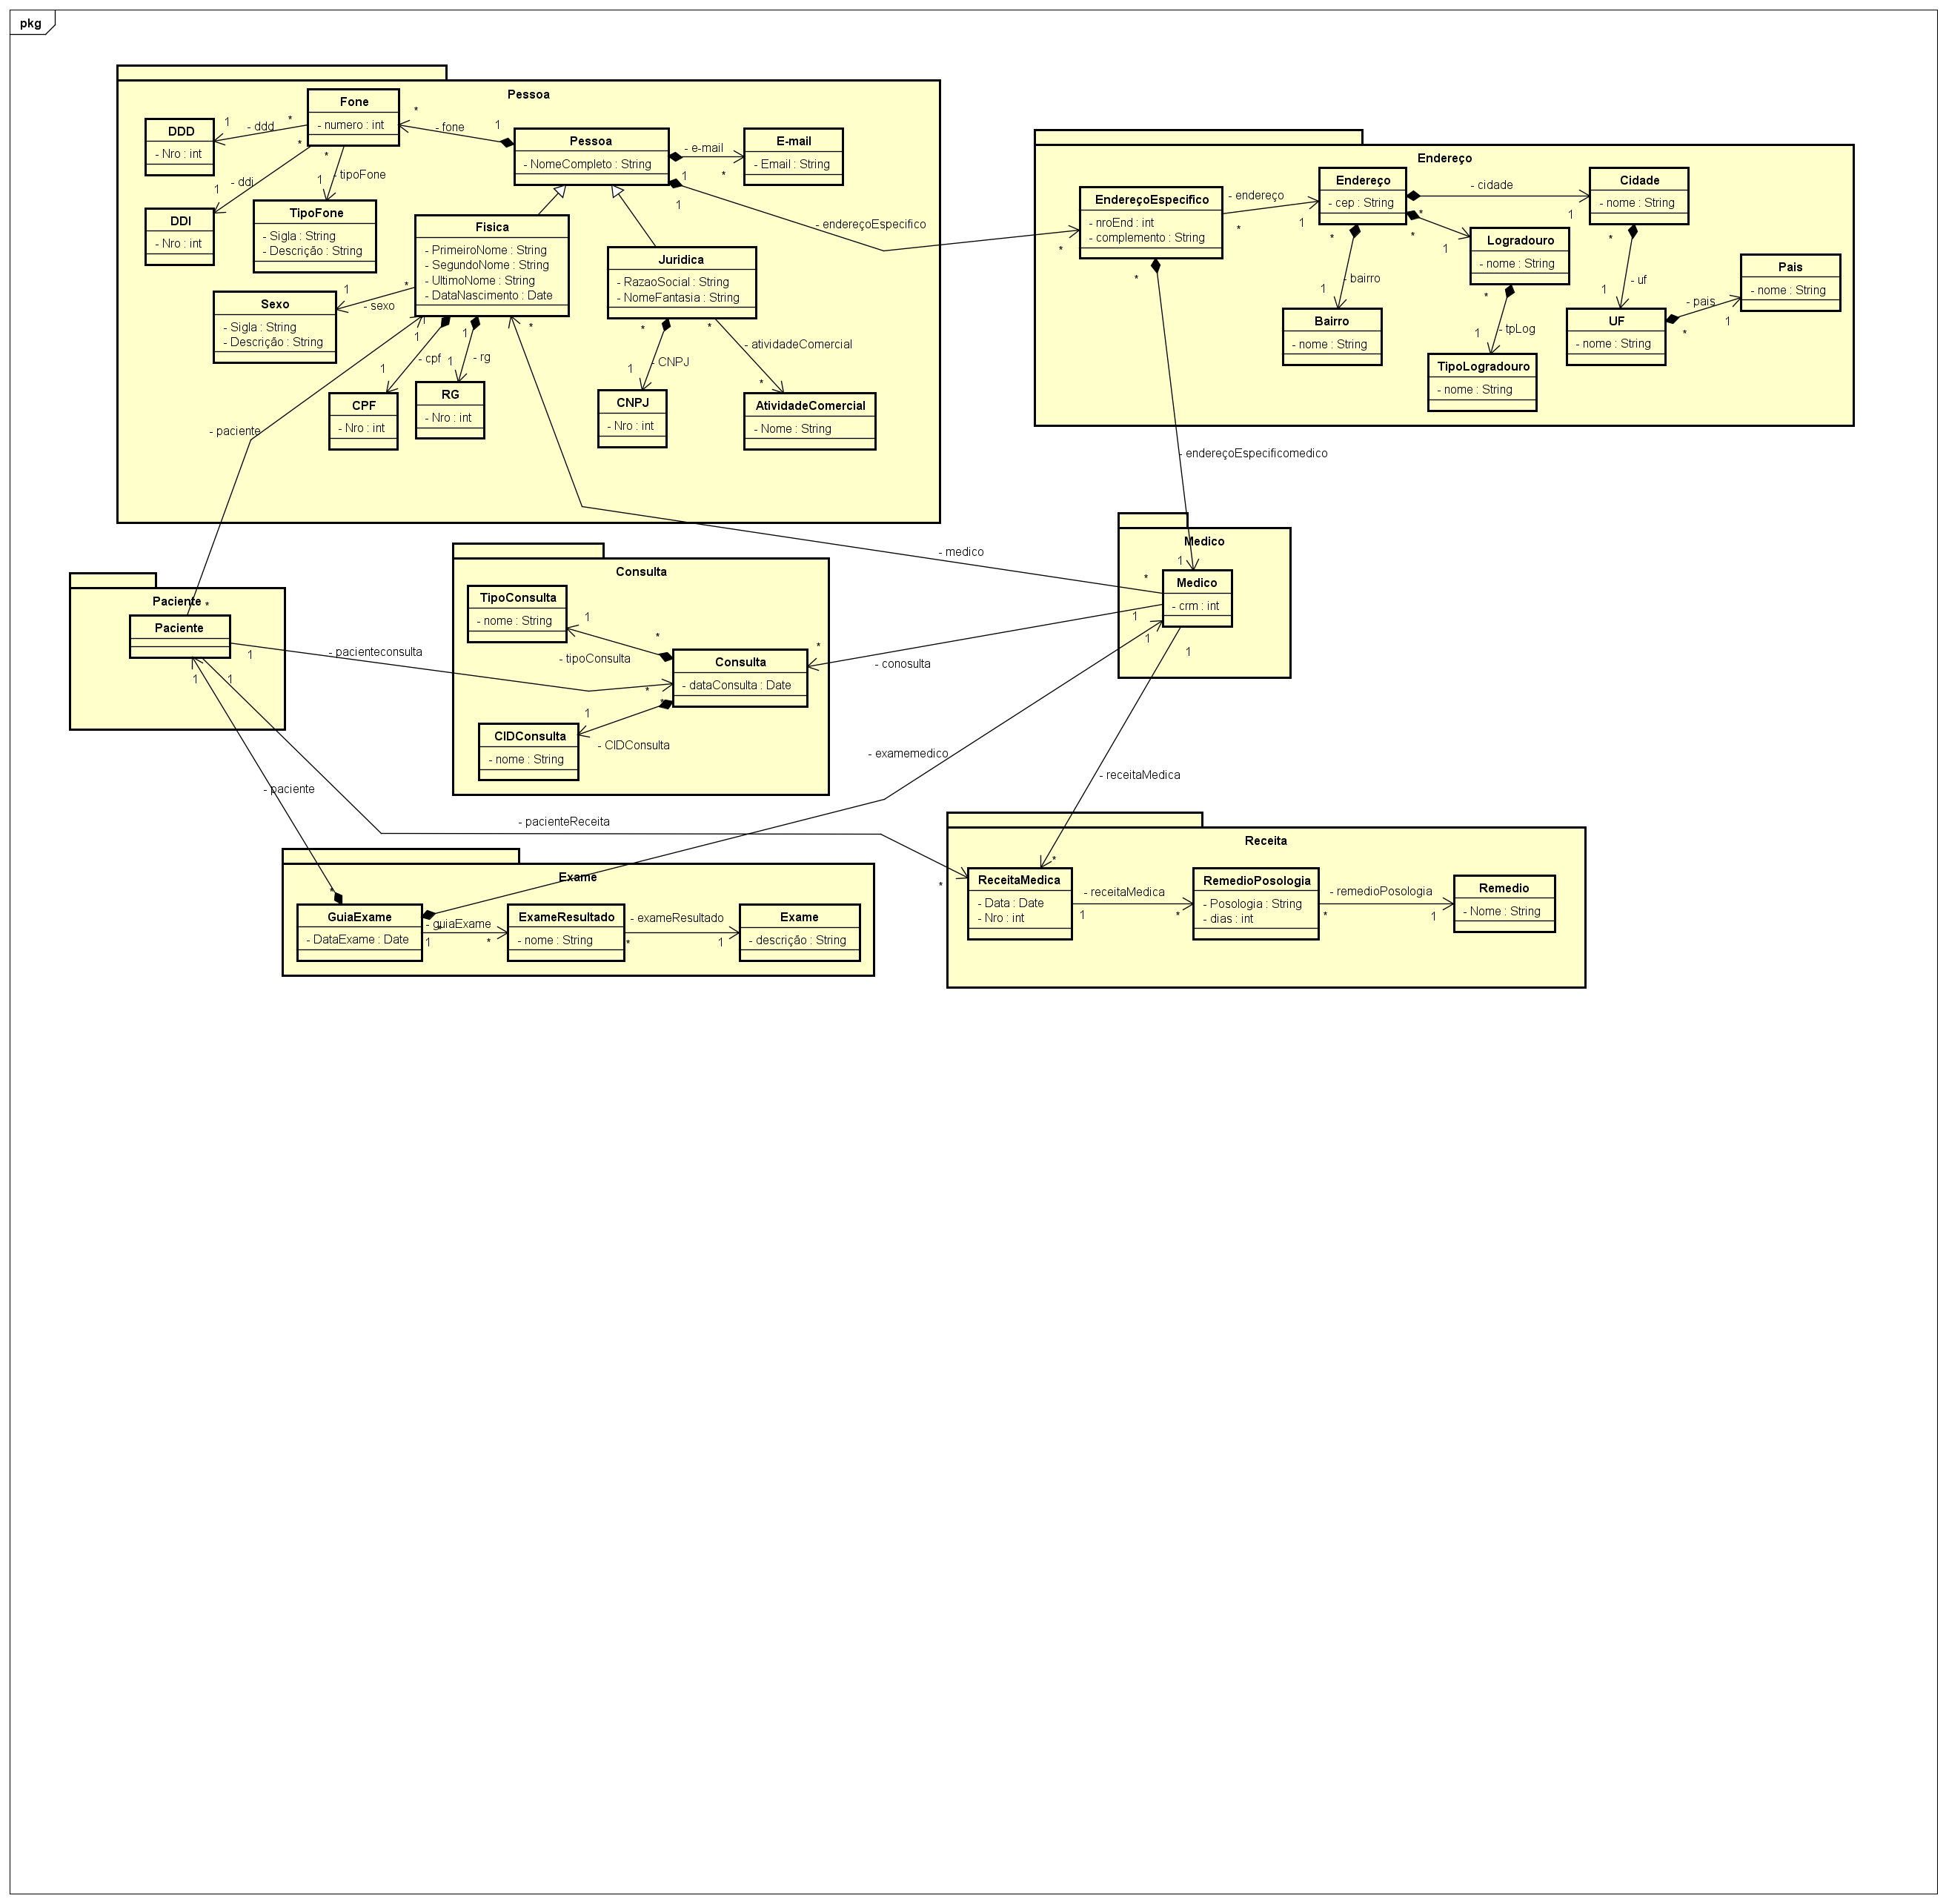 pkg
Pessoa
Fone
- numero : int
DDD
- Nro : int
DDI
- Nro : int
TipoFone
- Sigla : String
- Descrição : String
Pessoa
- NomeCompleto : String
E-mail
- Email : String
Fisica
- PrimeiroNome : String
- SegundoNome : String
- UltimoNome : String
- DataNascimento : Date
Juridica
- RazaoSocial : String
- NomeFantasia : String
Sexo
- Sigla : String
- Descrição : String
CPF
- Nro : int
RG
- Nro : int
CNPJ
- Nro : int
AtividadeComercial
- Nome : String
- ddd
1
*
- ddi
1
*
- tipoFone
1
*
- fone
*
1
- e-mail
1
*
- endereçoEspecifico
1
*
- sexo
1
*
- cpf
1
1
- rg
1
1
- CNPJ
*
1
- atividadeComercial
*
*
- paciente
1
*
Endereço
EndereçoEspecifico
- nroEnd : int
- complemento : String
Endereço
- cep : String
Cidade
- nome : String
Logradouro
- nome : String
Pais
- nome : String
Bairro
- nome : String
UF
- nome : String
TipoLogradouro
- nome : String
- endereço
*
1
- cidade
*
1
*
1
- bairro
*
1
- tpLog
*
1
- uf
*
1
- pais
*
1
- endereçoEspecificomedico
*
1
Medico
Medico
- crm : int
- medico
*
*
- conosulta
1
*
- examemedico
1
*
- receitaMedica
1
*
Paciente
Paciente
- pacienteconsulta
1
*
- paciente
1
*
- pacienteReceita
1
*
Consulta
TipoConsulta
- nome : String
Consulta
- dataConsulta : Date
CIDConsulta
- nome : String
- tipoConsulta
1
*
- CIDConsulta
1
*
Exame
GuiaExame
- DataExame : Date
ExameResultado
- nome : String
Exame
- descrição : String
- guiaExame
1
*
- exameResultado
*
1
Receita
ReceitaMedica
- Data : Date
- Nro : int
RemedioPosologia
- Posologia : String
- dias : int
Remedio
- Nome : String
- receitaMedica
1
*
- remedioPosologia
*
1